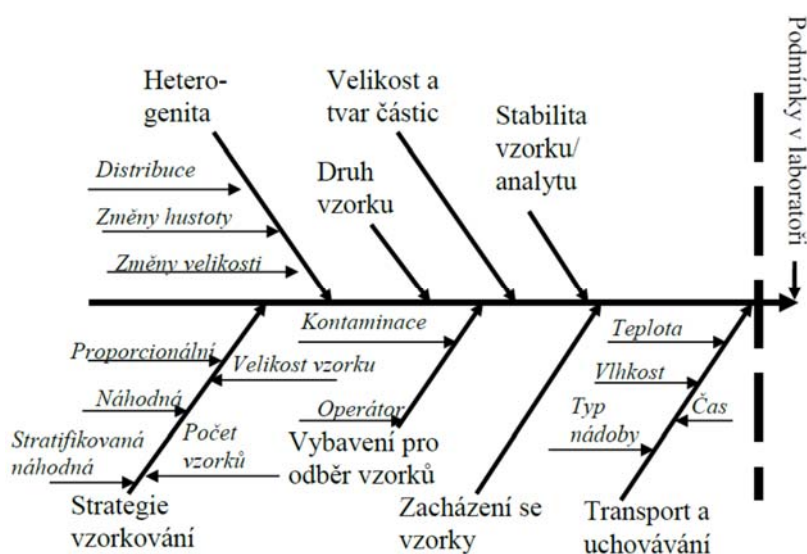 Hetero-
genita
Velikost a
tvar částic
Stabilita
vzorku/
analytu
Podmínky v laboratoři
Distribuce
Změny hustoty
Změny velikosti
Druh
vzorku
Kontaminace
Operátor
Vybavení pro
odběr vzorků
Proporcionální
Velikost vzorku
Náhodná
Počet
vzorků
Stratifikovaná
náhodná
Strategie
vzorkování
Zacházení se
vzorky
Teplota
Vlhkost
Čas
Typ
nádoby
Transport a
uchovávání